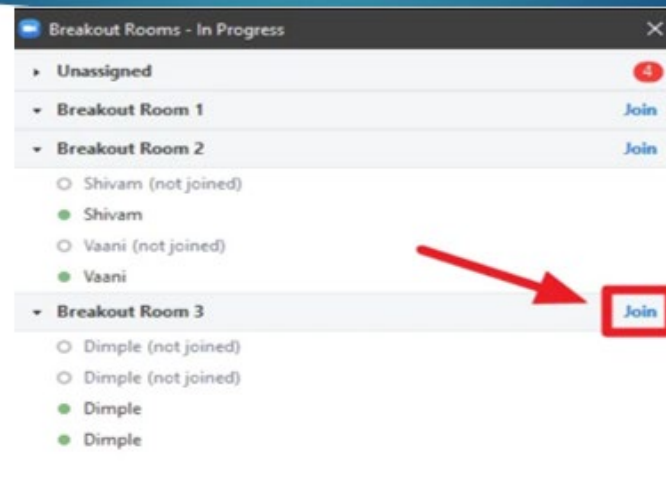 Breakout Rooms - In Progress
Unassigned 4
Breakout Room 1 Join
Breakout Room 2 Join
Shivam (not joined)
Shivam
Vaani (not joined)
Vaani
Breakout Room 3 Join
Dimple (not joined)
Dimple (not joined)
Dimple
Dimple